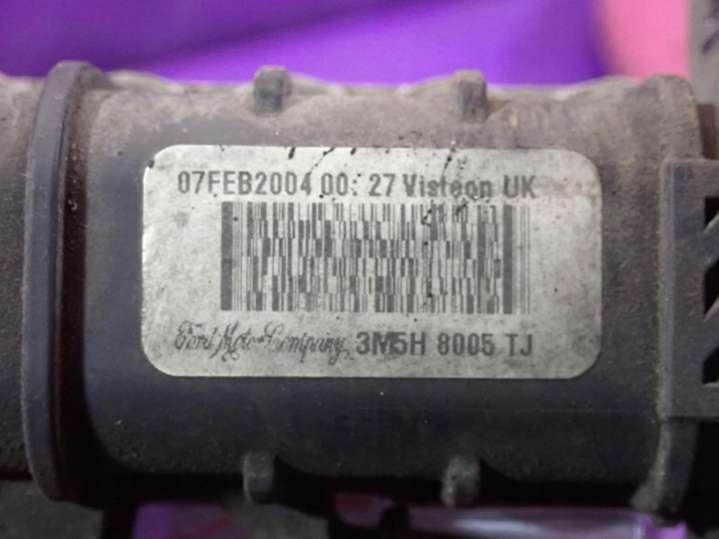 07FEB2004 00:27 Visteon UK
Ford Motor Company 3M5H 8005 TJ